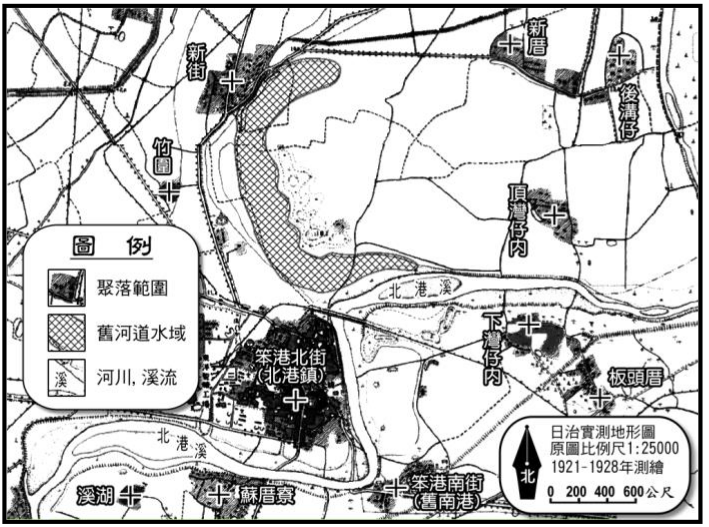 新街
新厝
後溝仔
竹圍
頂灣仔內
圖 例
聚落範圍
舊河道水域
溪
河川, 溪流
北港溪
下灣仔內
板頭厝
笨港北街
(北港鎮)
北港溪
溪湖
蘇厝寮
笨港南街
(舊南港)
北
日治實測地形圖
原圖比例尺1:25000
1921-1928年測繪
0 200 400 600公尺